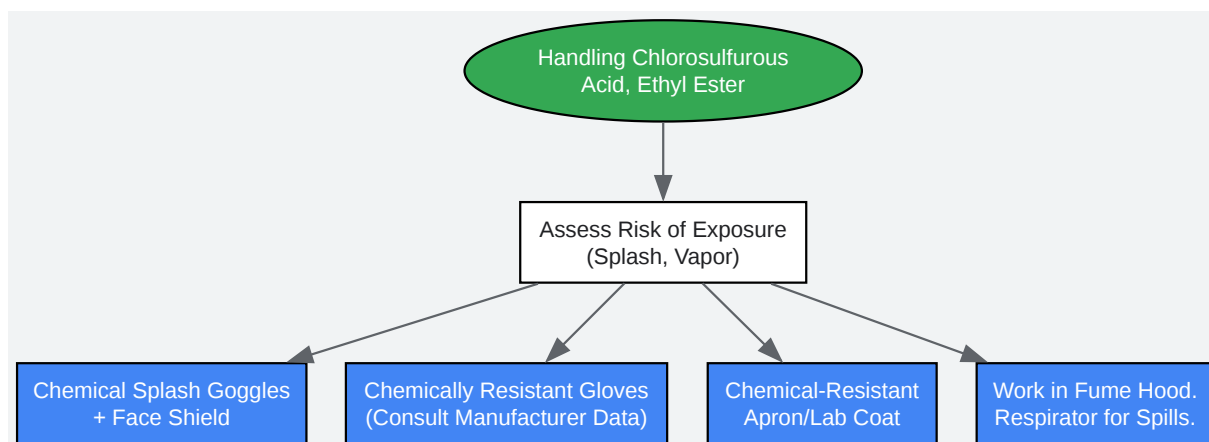 Handling Chlorosulfurous
Acid, Ethyl Ester
Assess Risk of Exposure
(Splash, Vapor)
Chemical Splash Goggles
+ Face Shield
Chemically Resistant Gloves
(Consult Manufacturer Data)
Chemical-Resistant
Apron/Lab Coat
Work in Fume Hood.
Respirator for Spills.